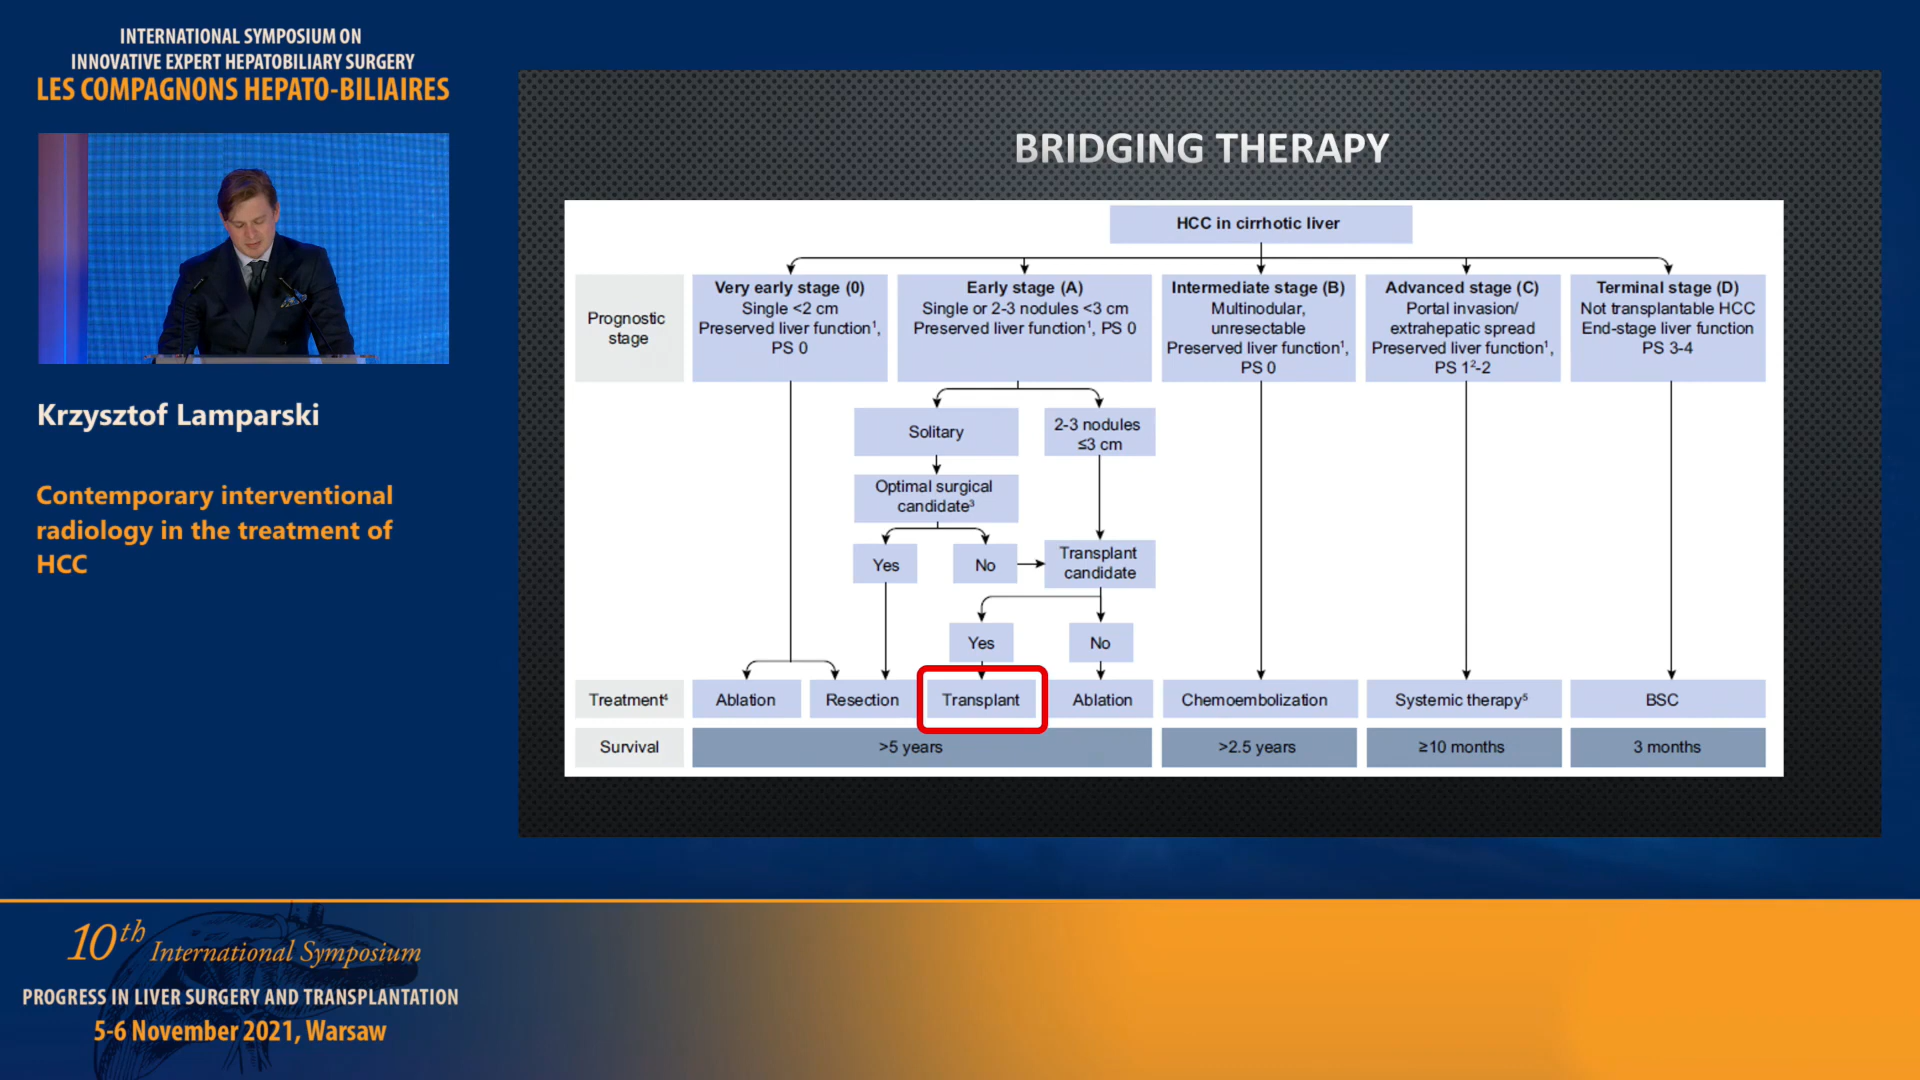 INTERNATIONAL SYMPOSIUM ON
INNOVATIVE EXPERT HEPATOBILIARY SURGERY
LES COMPAGNONS HEPATO-BILIAIRES
Krzysztof Lamparski
Contemporary interventional
radiology in the treatment of
HCC
BRIDGING THERAPY
HCC in cirrhotic liver
Prognostic
stage
Very early stage (0)
Single <2 cm
Preserved liver function¹,
PS 0
Early stage (A)
Single or 2-3 nodules <3 cm
Preserved liver function¹, PS 0
Intermediate stage (B)
Multinodular,
unresectable
Preserved liver function¹,
PS 0
Advanced stage (C)
Portal invasion/
extrahepatic spread
Preserved liver function¹,
PS 1²-2
Terminal stage (D)
Not transplantable HCC
End-stage liver function
PS 3-4
Solitary
2-3 nodules
≤3 cm
Optimal surgical
candidate³
Yes
No
Transplant
candidate
Yes
No
Treatment⁴
Ablation
Resection
Transplant
Ablation
Chemoembolization
Systemic therapy⁵
BSC
Survival
>5 years
>2.5 years
≥10 months
3 months
10th International Symposium
PROGRESS IN LIVER SURGERY AND TRANSPLANTATION
5-6 November 2021, Warsaw